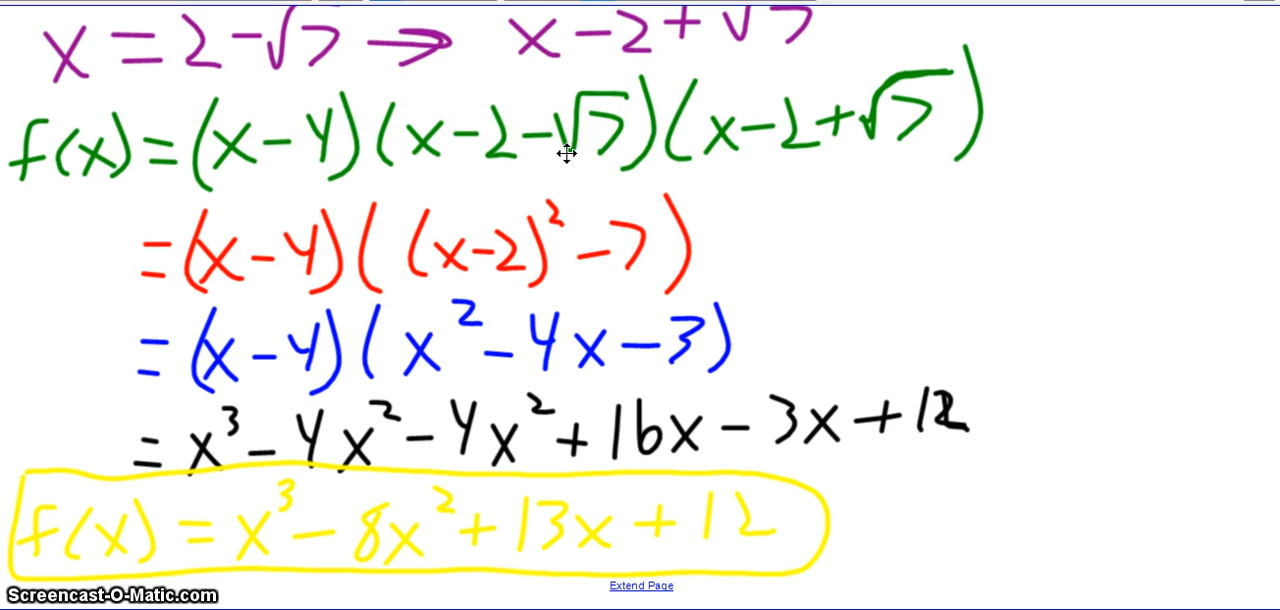 x = 2 - √7 → x - 2 + √7
f(x) = (x - 4)(x - 2 - √7)(x - 2 + √7)
= (x - 4)((x - 2)² - 7)
= (x - 4)(x² - 4x - 3)
= x³ - 4x² - 4x² + 16x - 3x + 12
f(x) = x³ - 8x² + 13x + 12
Extend Page
Screencast-O-Matic.com